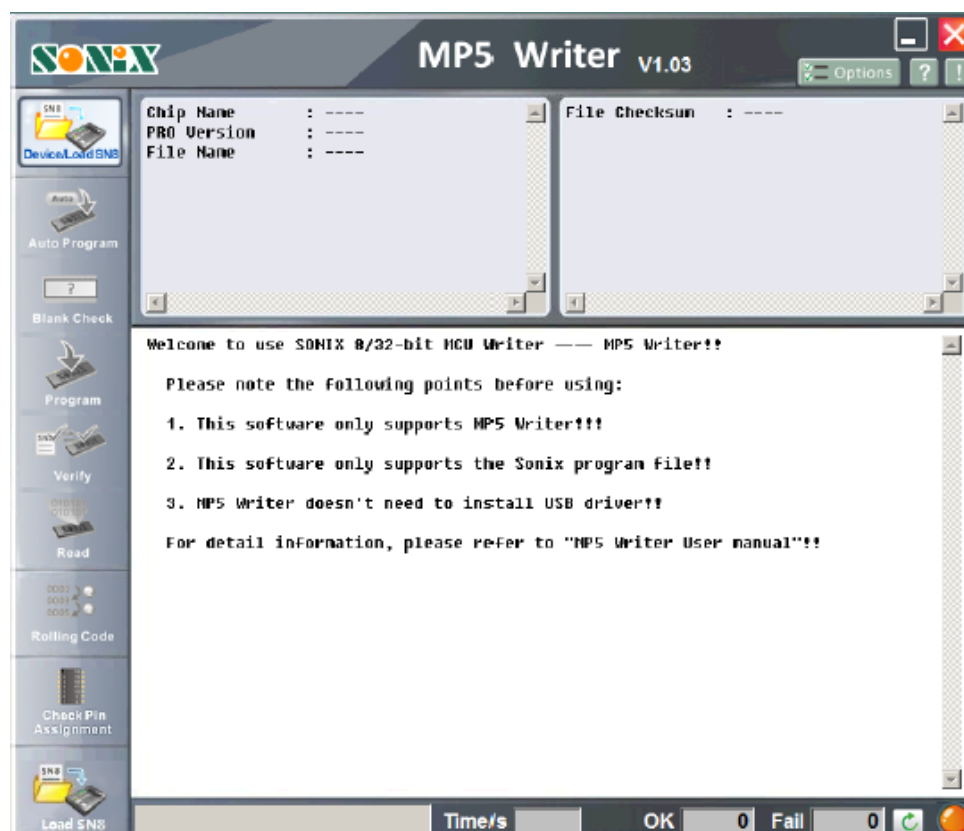 SONiX
MP5 Writer V1.03
Options ? !
SN8
Device/Load SN8
Auto
Auto Program
?
Blank Check
Program
SN8
Verify
Read
Rolling Code
Check Pin
Assignment
SN8
Load SN8
Chip Name : ----
PRO Version : ----
File Name : ----
File Checksum : ----
Welcome to use SONIX 8/32-bit MCU Writer —— MP5 Writer!!
Please note the following points before using:
1. This software only supports MP5 Writer!!!
2. This software only supports the Sonix program file!!
3. MP5 Writer doesn't need to install USB driver!!
For detail information, please refer to "MP5 Writer User manual"!!
Time/s OK 0 Fail 0